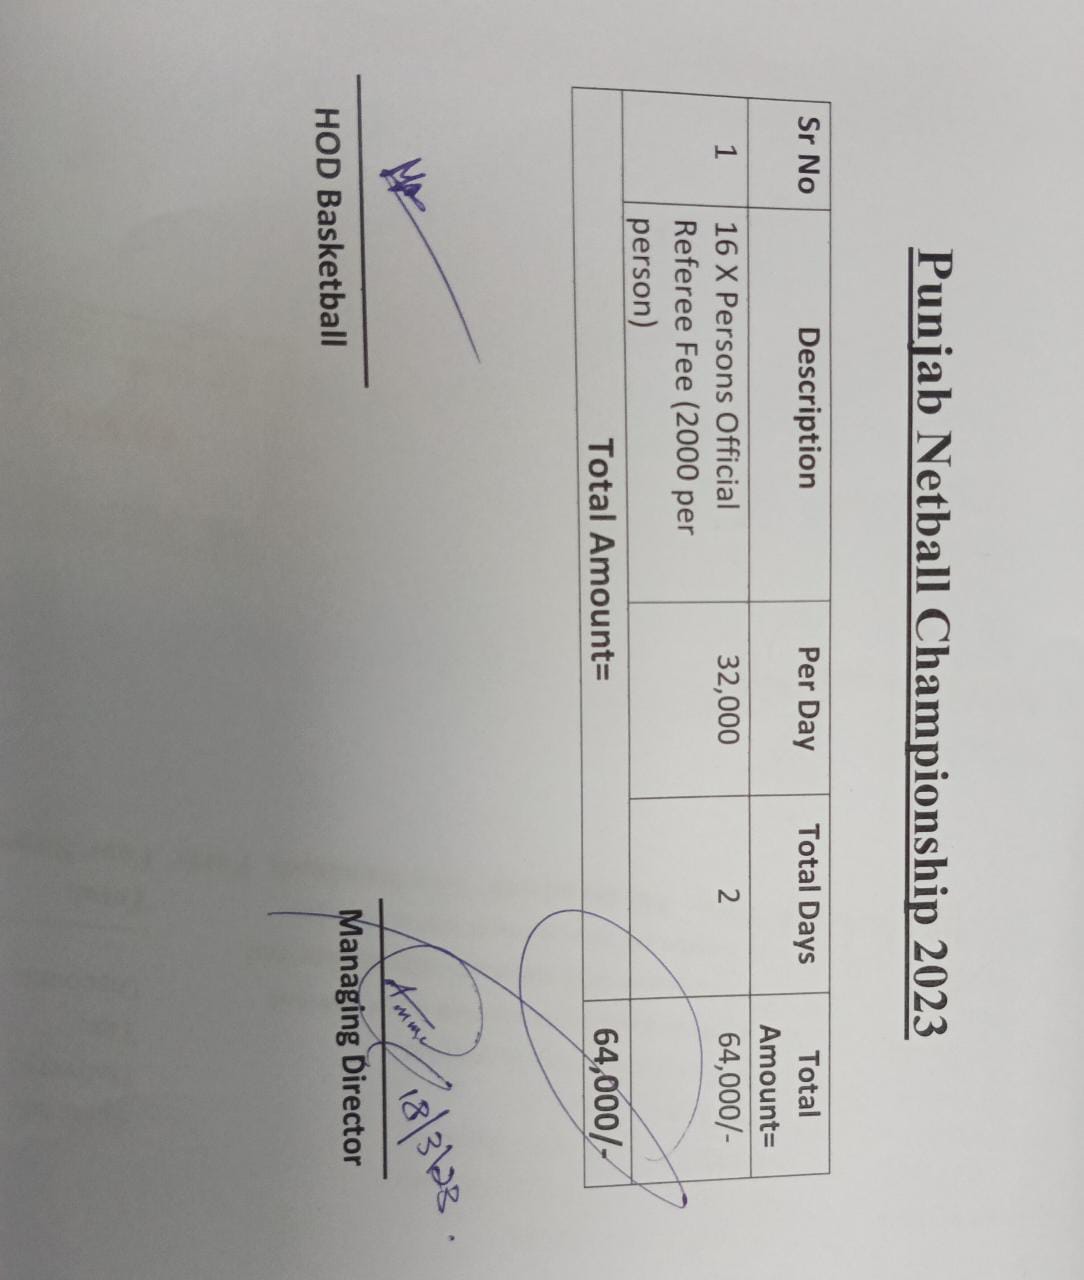 Punjab Netball Championship 2023
Sr No Description Per Day Total Days Total
Amount=
1 16 X Persons Official 32,000 2 64,000/-
Referee Fee (2000 per
person)
Total Amount= 64,000/-
18/3/23.
HOD Basketball Managing Director